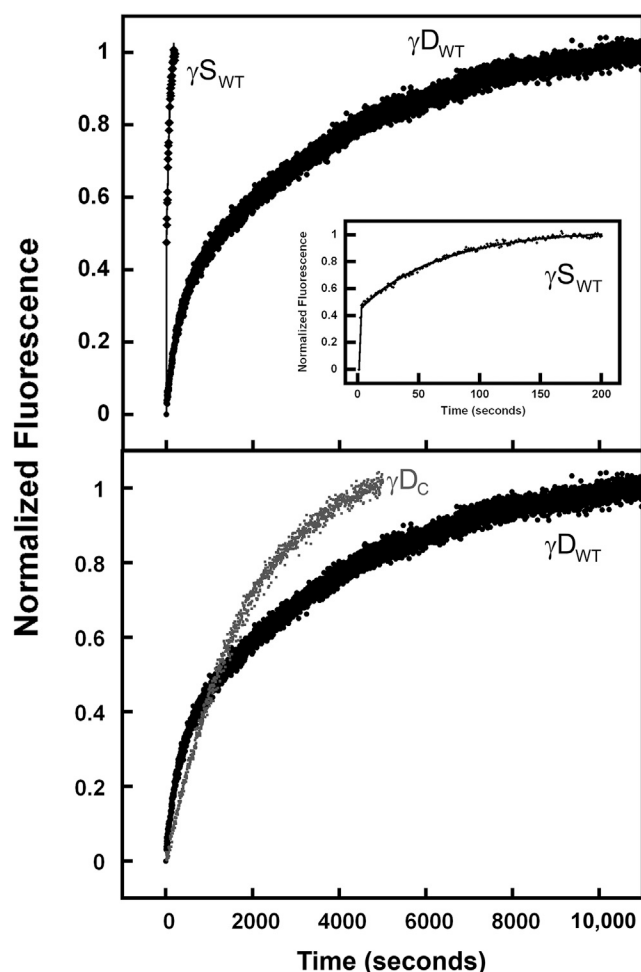 Normalized Fluorescence
1
0.8
0.6
0.4
0.2
0
γS_WT
γD_WT
Normalized Fluorescence
1
0.8
0.6
0.4
0.2
0
γS_WT
0 50 100 150 200
Time (seconds)
1
0.8
0.6
0.4
0.2
0
γD_C
γD_WT
0 2000 4000 6000 8000 10,000
Time (seconds)